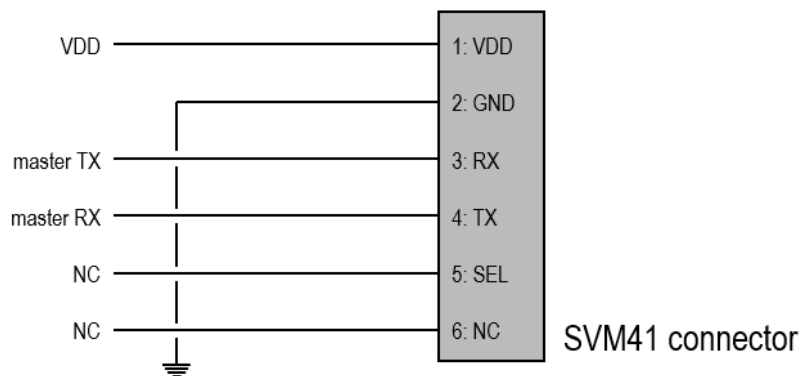 VDD 1: VDD
2: GND
master TX 3: RX
master RX 4: TX
NC 5: SEL
NC 6: NC
SVM41 connector